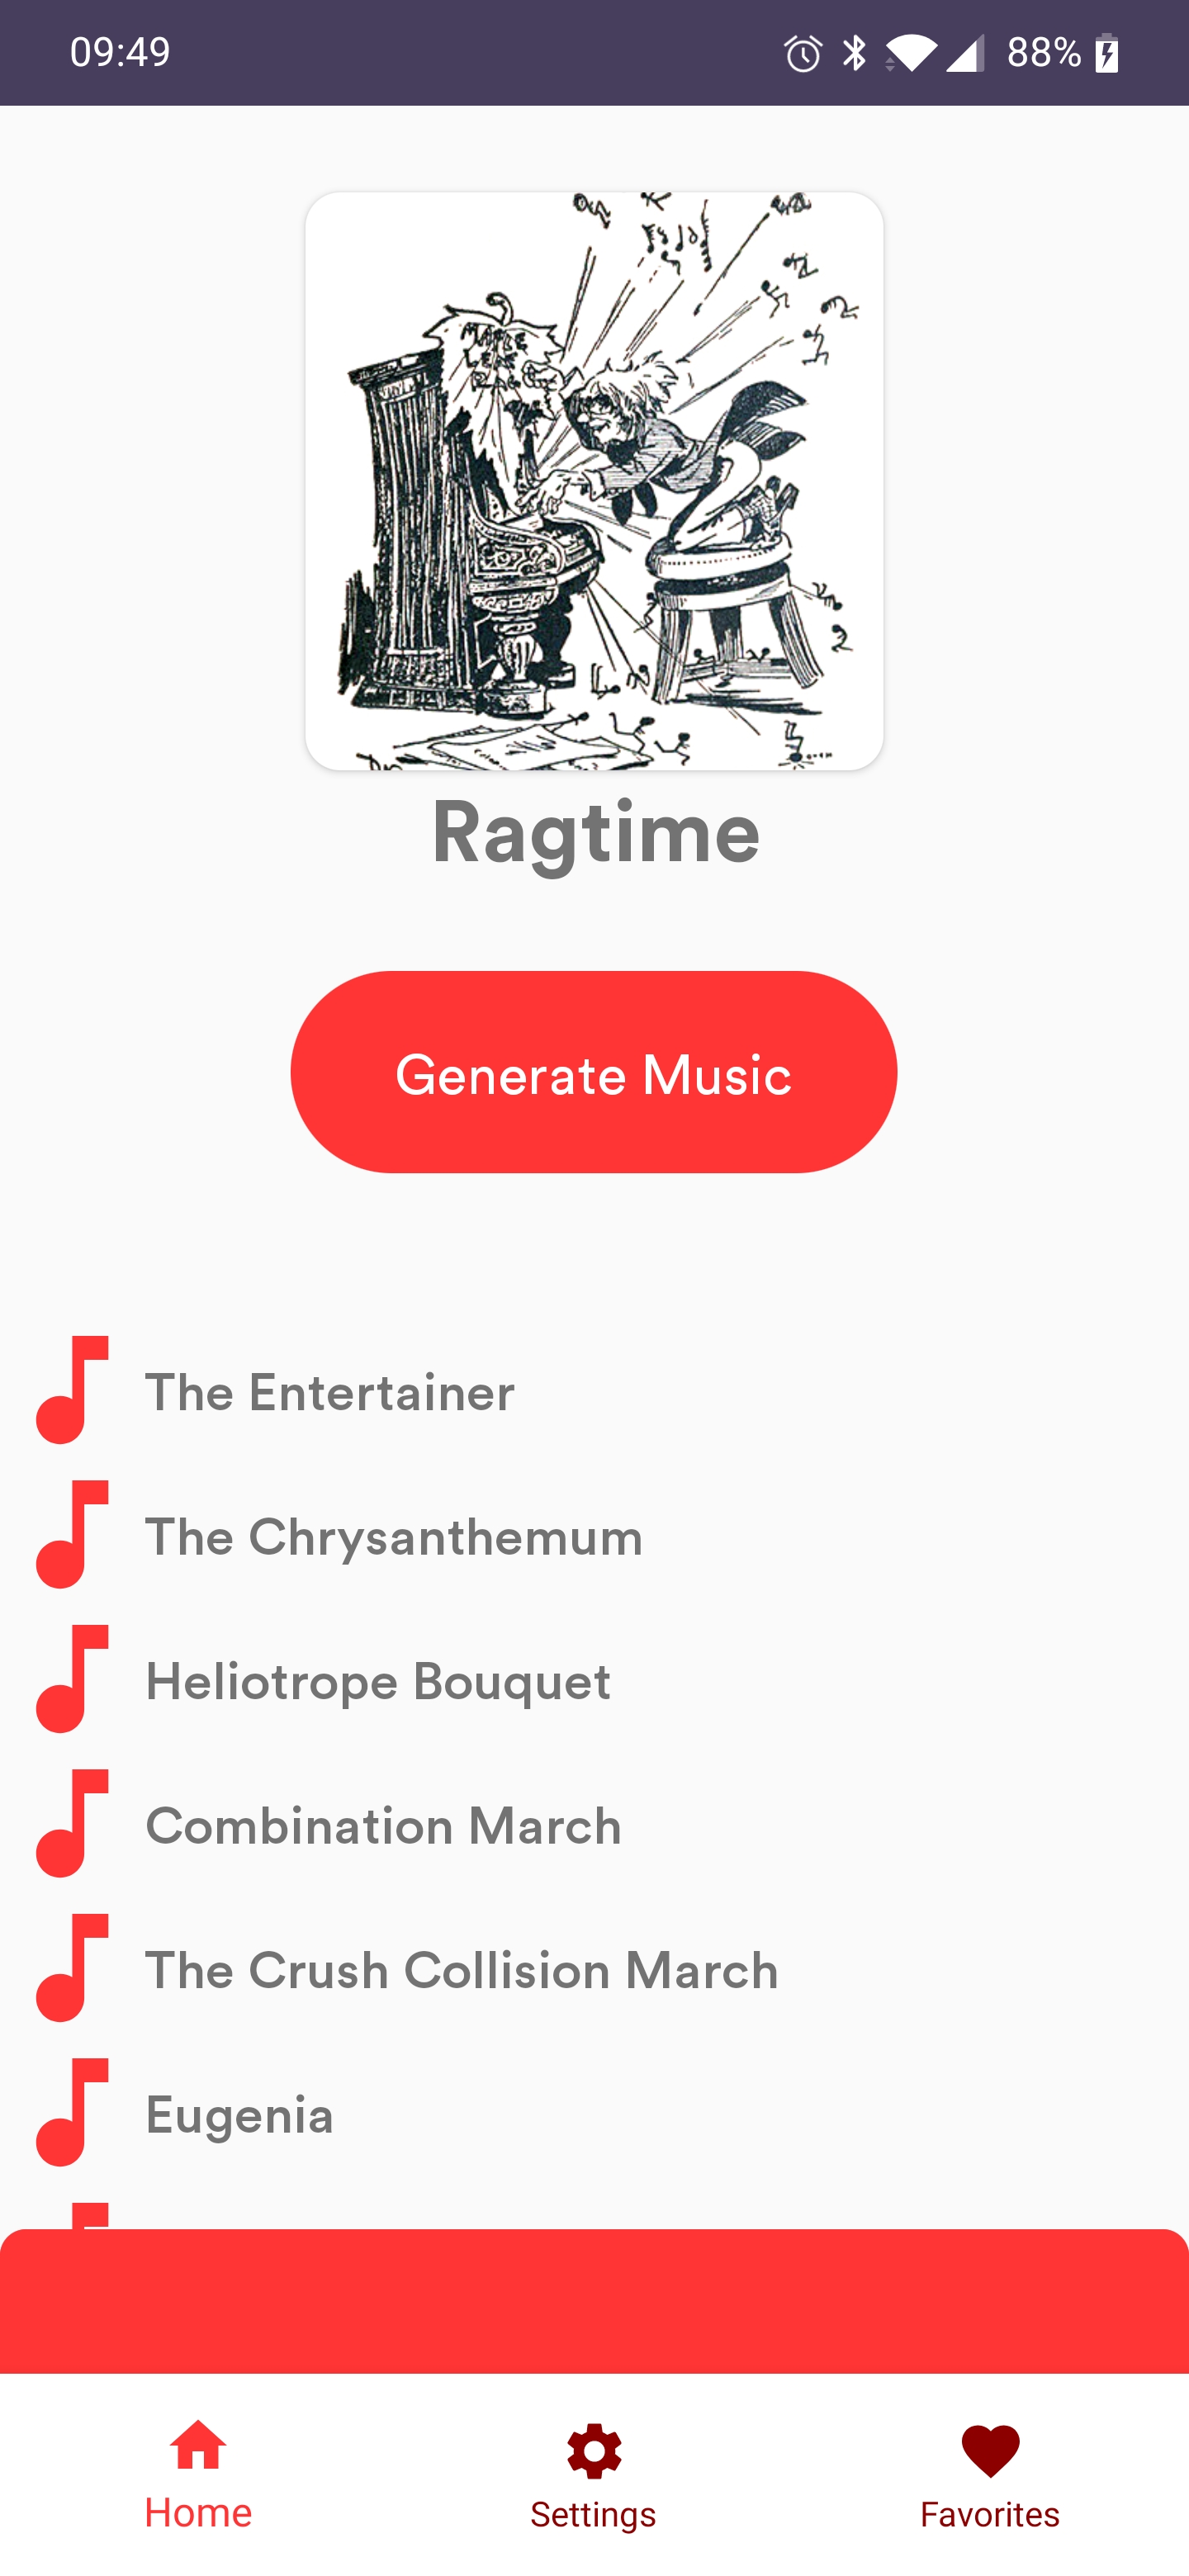 09:49
88%
MAPLE
LEAF
RAG
Ragtime
Generate Music
The Entertainer
The Chrysanthemum
Heliotrope Bouquet
Combination March
The Crush Collision March
Eugenia
Home
Settings
Favorites